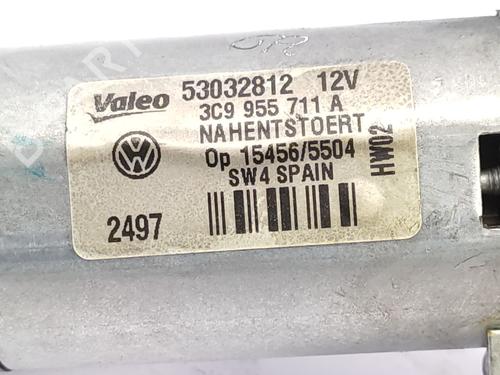 Valeo 53032812 12V
3C9 955 711 A
NAHENTSTOERT
Op 15456/5504
SW4 SPAIN
HW02
2497